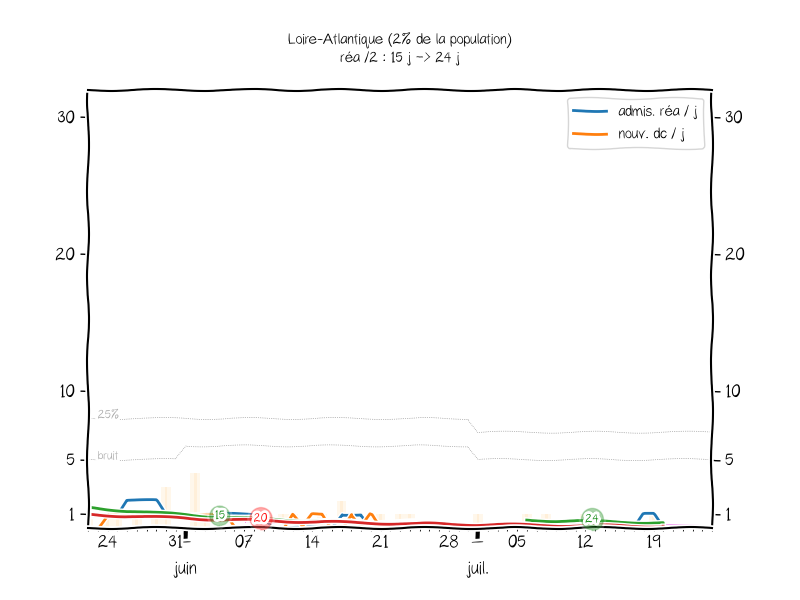 Loire-Atlantique (2% de la population)
réa /2 : 15 j -> 24 j
admis. réa / j
nouv. dc / j
30 30
20 20
10 10
25%
bruit
5 5
1 1
15 20 24
24 31 07 14 21 28 05 12 19
juin juil.